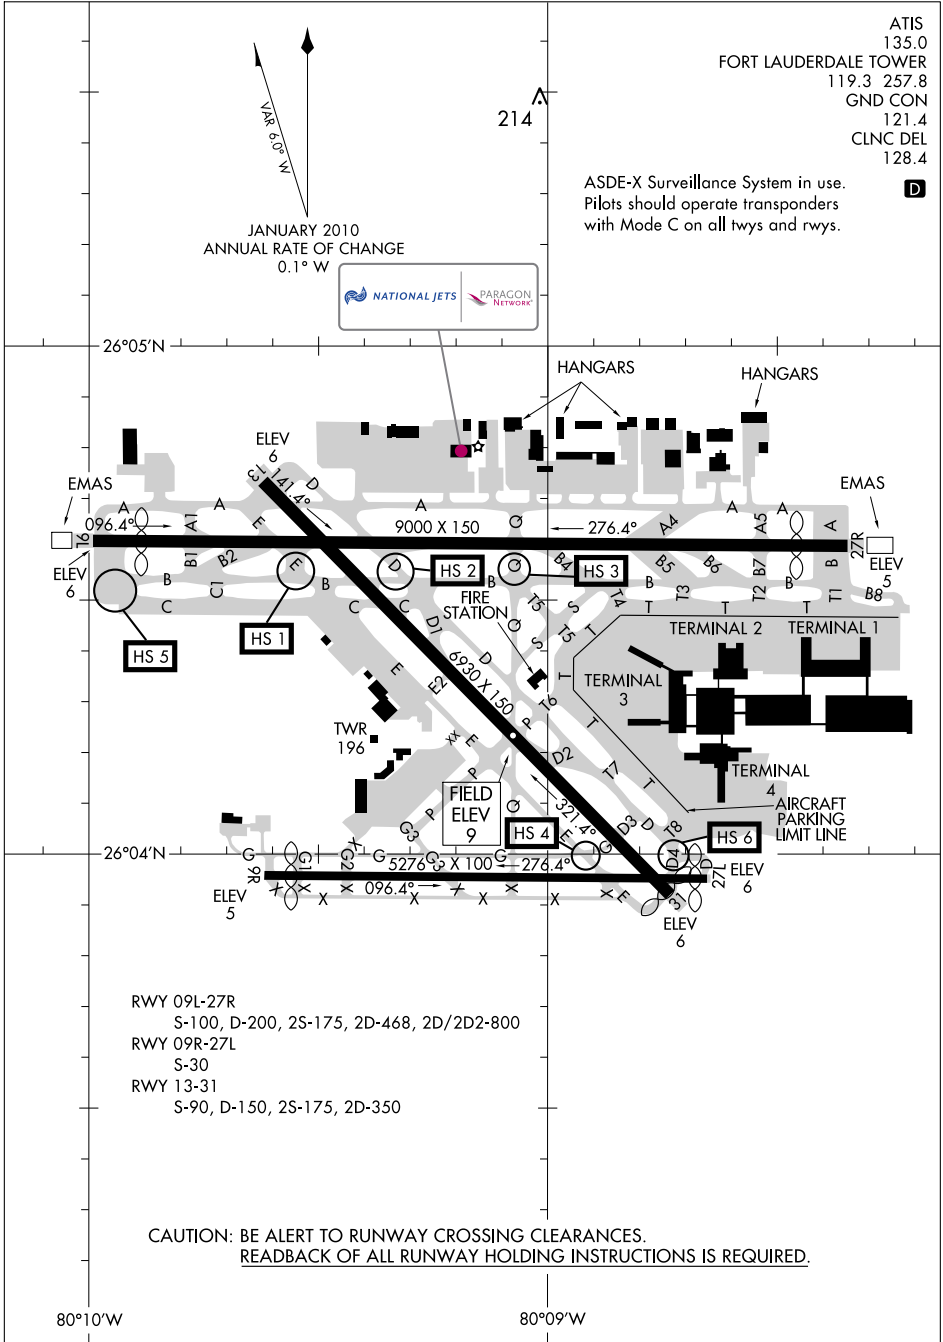 ATIS
135.0
FORT LAUDERDALE TOWER
119.3 257.8
GND CON
121.4
CLNC DEL
128.4
D
ASDE-X Surveillance System in use.
Pilots should operate transponders
with Mode C on all twys and rwys.
214
VAR 6.0° W
JANUARY 2010
ANNUAL RATE OF CHANGE
0.1° W
NATIONAL JETS
PARAGON
NETWORK
26°05'N
HANGARS
HANGARS
ELEV
6
13
141.4°
D
EMAS
EMAS
A
A1
A
E
A
Q
A4
A
A5
A
A
096.4°
9000 X 150
276.4°
9L
27R
ELEV
6
ELEV
5
B1
B2
E
D
Q
B4
B5
B6
B7
B
B
C1
B
B
B
B
B8
HS 2
HS 3
C
C
C
FIRE
STATION
T5
S
T4
T
T3
T
T2
T
T1
HS 5
HS 1
D1
Q
S
T5
T
TERMINAL 2
TERMINAL 1
D
E
E2
6930 X 150
T
TERMINAL
3
T6
TWR
196
XX
E
P
T
D2
T7
T
TERMINAL
4
P
FIELD
ELEV
9
321.4°
AIRCRAFT
PARKING
LIMIT LINE
P
Q
G3
HS 4
E
G
D3
D
T8
HS 6
26°04'N
X
G
G1
G2
G
G3
G
D4
D
9R
5276 X 100
276.4°
27L
ELEV
6
ELEV
5
X
X
X
096.4°
X
X
X
X
X
X
X
X
E
31
ELEV
6
RWY 09L-27R
S-100, D-200, 2S-175, 2D-468, 2D/2D2-800
RWY 09R-27L
S-30
RWY 13-31
S-90, D-150, 2S-175, 2D-350
CAUTION: BE ALERT TO RUNWAY CROSSING CLEARANCES.
READBACK OF ALL RUNWAY HOLDING INSTRUCTIONS IS REQUIRED.
80°10'W
80°09'W